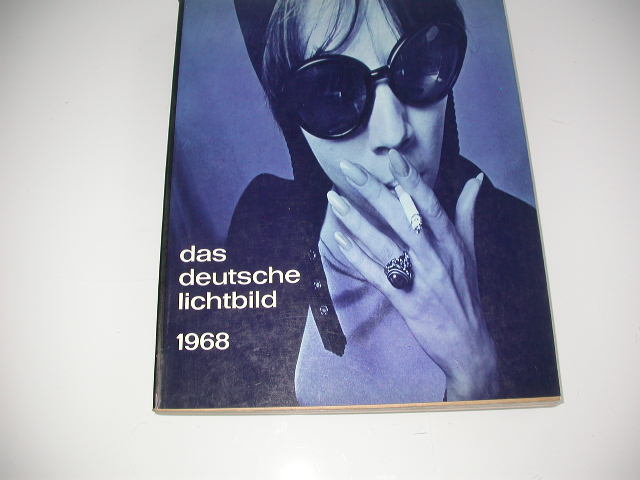 das
deutsche
lichtbild
1968